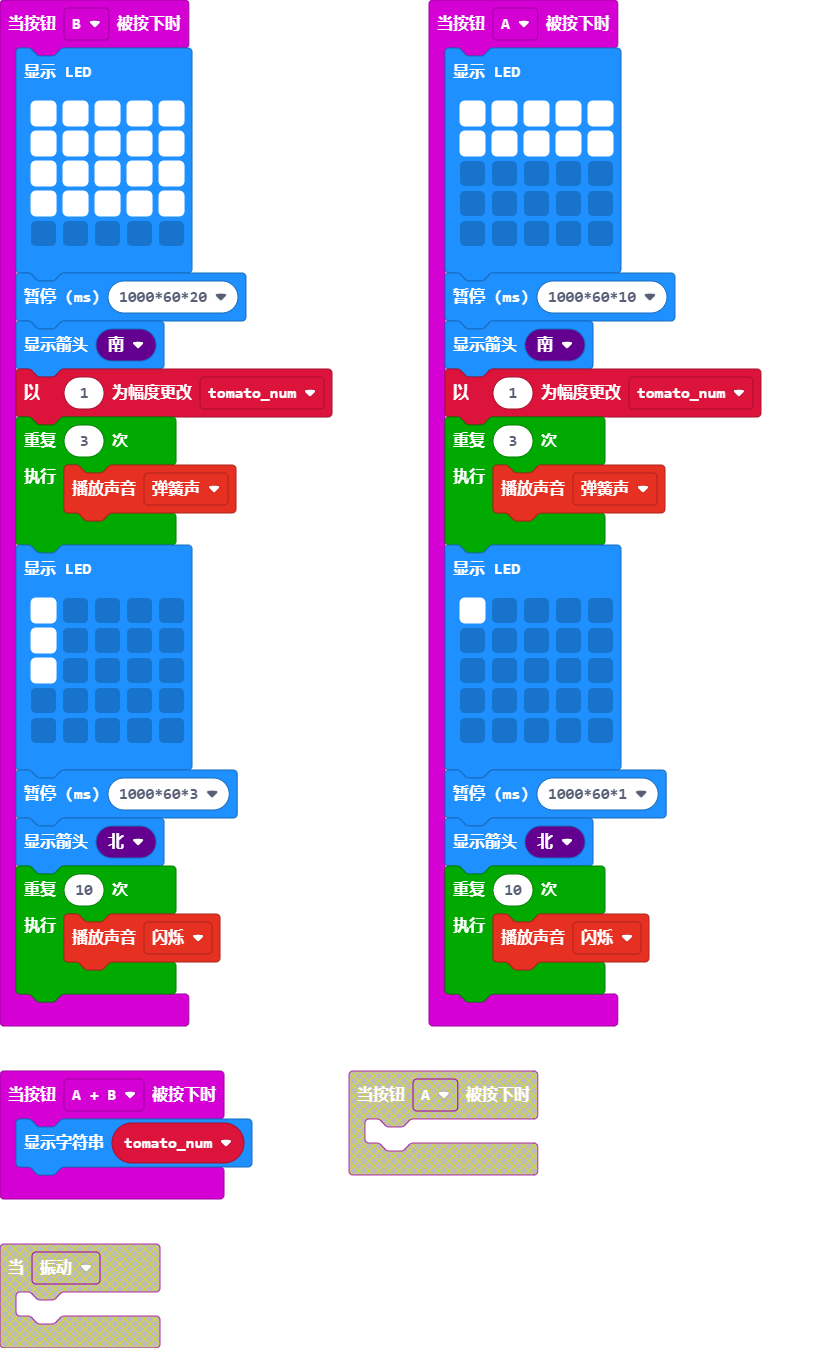 当按钮 B 被按下时
显示 LED
暂停 (ms) 1000*60*20
显示箭头 南
以 1 为幅度更改 tomato_num
重复 3 次
执行 播放声音 弹簧声
显示 LED
暂停 (ms) 1000*60*3
显示箭头 北
重复 10 次
执行 播放声音 闪烁
当按钮 A 被按下时
显示 LED
暂停 (ms) 1000*60*10
显示箭头 南
以 1 为幅度更改 tomato_num
重复 3 次
执行 播放声音 弹簧声
显示 LED
暂停 (ms) 1000*60*1
显示箭头 北
重复 10 次
执行 播放声音 闪烁
当按钮 A + B 被按下时
显示字符串 tomato_num
当按钮 A 被按下时
当 振动